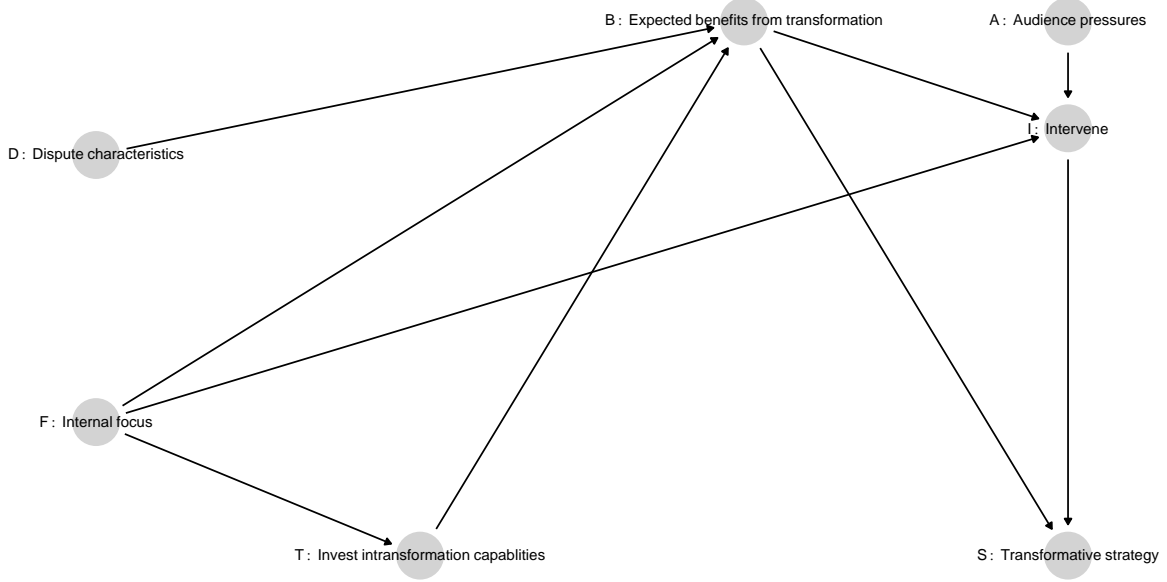 B : Expected benefits from transformation
A : Audience pressures
I : Intervene
D : Dispute characteristics
F : Internal focus
T : Invest intransformation capablities
S : Transformative strategy